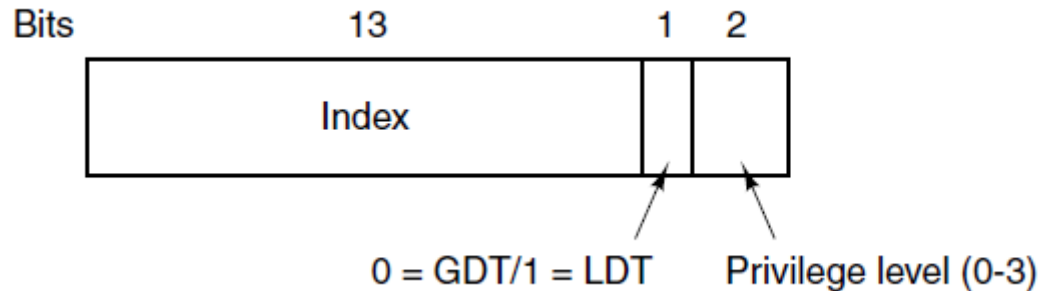 Bits 13 1 2
Index
0 = GDT/1 = LDT Privilege level (0-3)